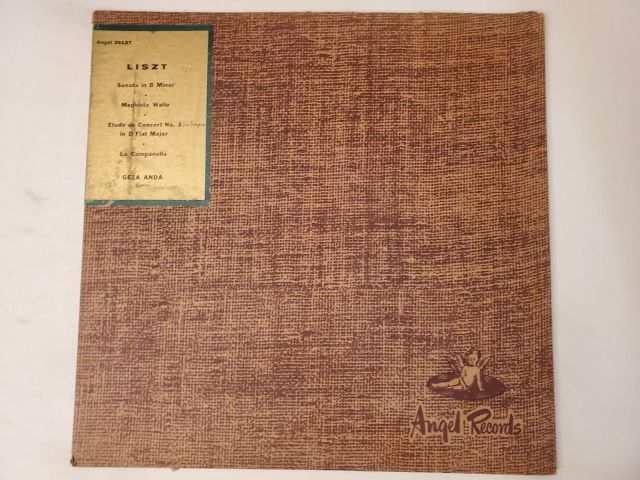 Angel 35127
LISZT
Sonata in B Minor
Mephisto Waltz
Etude de Concert No. 3
in D Flat Major
La Campanella
GEZA ANDA
Angel Records